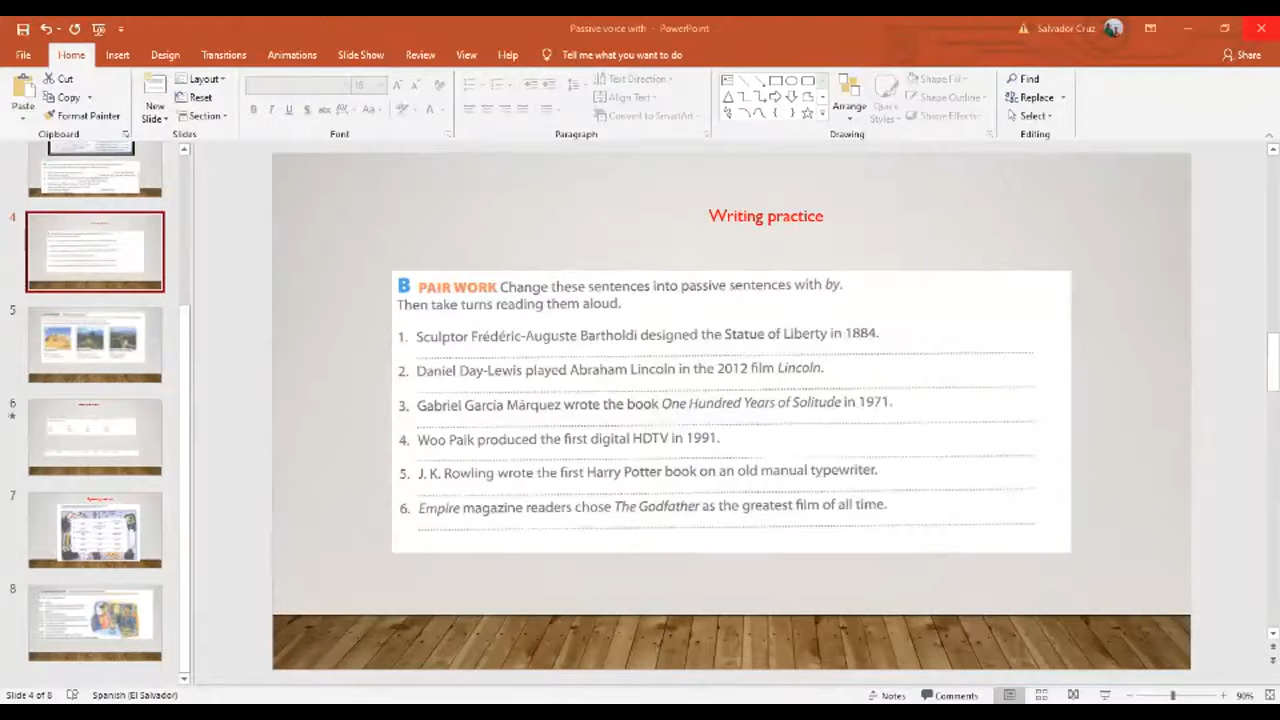 Passive voice with - PowerPoint
Salvador Cruz
File Home Insert Design Transitions Animations Slide Show Review View Help Tell me what you want to do
Share
Paste
Cut
Copy
Format Painter
Clipboard
New Slide
Layout
Reset
Section
Slides
18
Font
Text Direction
Align Text
Convert to SmartArt
Paragraph
Arrange
Quick Styles
Shape Fill
Shape Outline
Shape Effects
Drawing
Find
Replace
Select
Editing
4
5
6
7
8
Writing practice
B PAIR WORK Change these sentences into passive sentences with by.
Then take turns reading them aloud.
1. Sculptor Frédéric-Auguste Bartholdi designed the Statue of Liberty in 1884.
2. Daniel Day-Lewis played Abraham Lincoln in the 2012 film Lincoln.
3. Gabriel García Márquez wrote the book One Hundred Years of Solitude in 1971.
4. Woo Paik produced the first digital HDTV in 1991.
5. J. K. Rowling wrote the first Harry Potter book on an old manual typewriter.
6. Empire magazine readers chose The Godfather as the greatest film of all time.
Slide 4 of 8 Spanish (El Salvador)
Notes Comments 90%